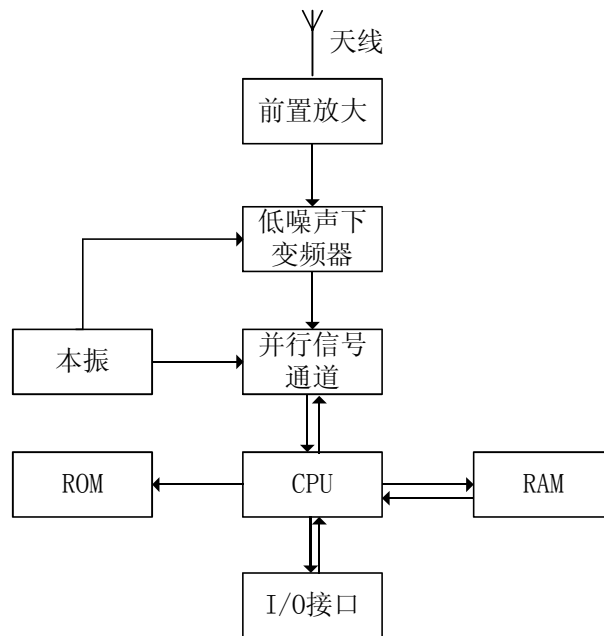 天线
前置放大
低噪声下
变频器
本振
并行信号
通道
ROM
CPU
RAM
I/O接口